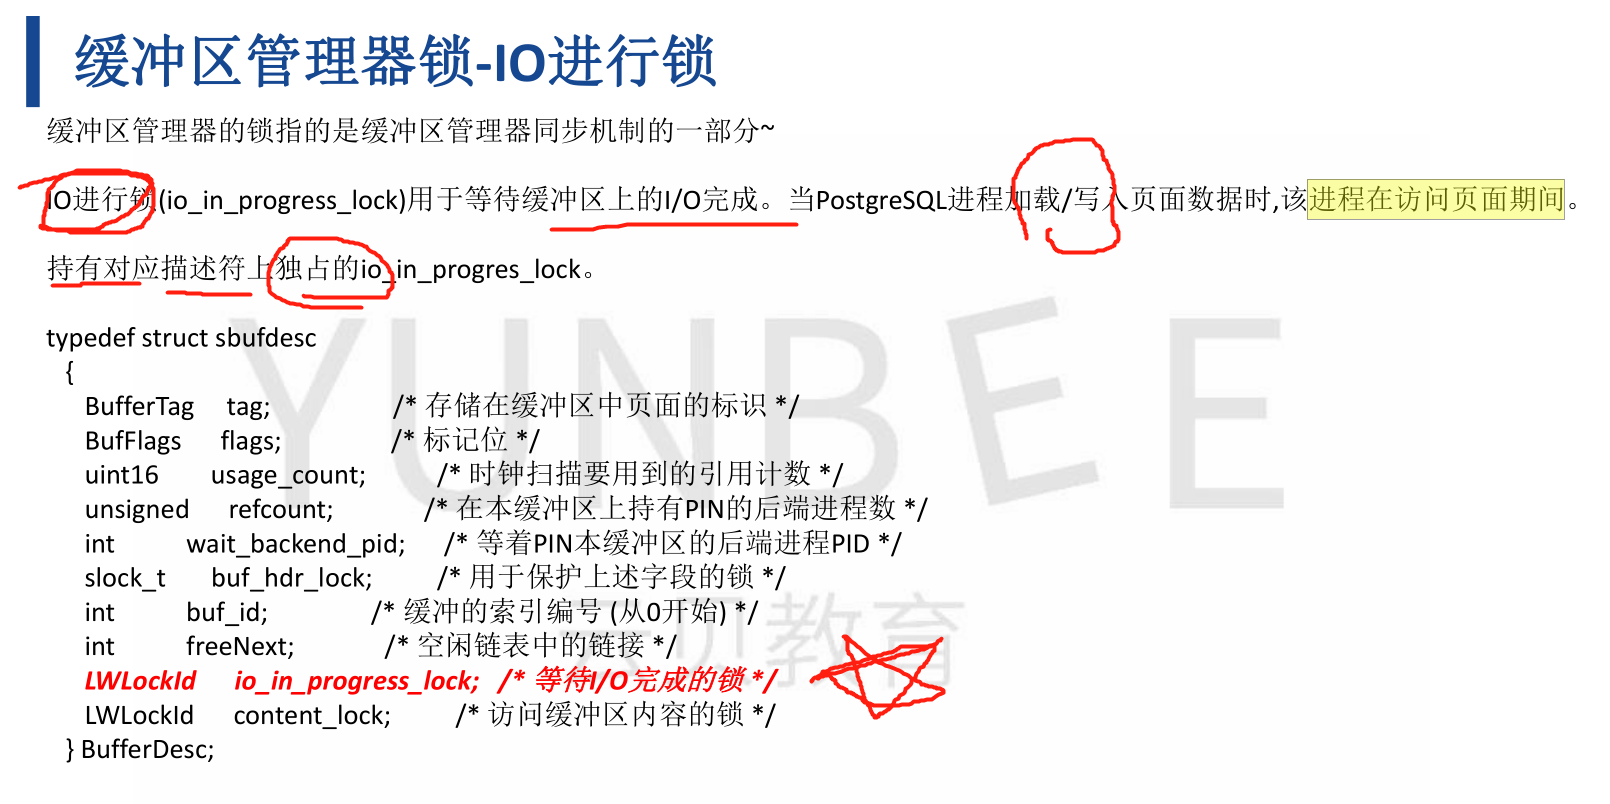 缓冲区管理器锁-IO进行锁
缓冲区管理器的锁指的是缓冲区管理器同步机制的一部分~
IO进行锁(io_in_progress_lock)用于等待缓冲区上的I/O完成。当PostgreSQL进程加载/写入页面数据时,该进程在访问页面期间。
持有对应描述符上独占的io_in_progres_lock。
typedef struct sbufdesc
{
BufferTag tag; /* 存储在缓冲区中页面的标识 */
BufFlags flags; /* 标记位 */
uint16 usage_count; /* 时钟扫描要用到的引用计数 */
unsigned refcount; /* 在本缓冲区上持有PIN的后端进程数 */
int wait_backend_pid; /* 等着PIN本缓冲区的后端进程PID */
slock_t buf_hdr_lock; /* 用于保护上述字段的锁 */
int buf_id; /* 缓冲的索引编号 (从0开始) */
int freeNext; /* 空闲链表中的链接 */
LWLockId io_in_progress_lock; /* 等待I/O完成的锁 */
LWLockId content_lock; /* 访问缓冲区内容的锁 */
} BufferDesc;
YUNBEE
云贝教育